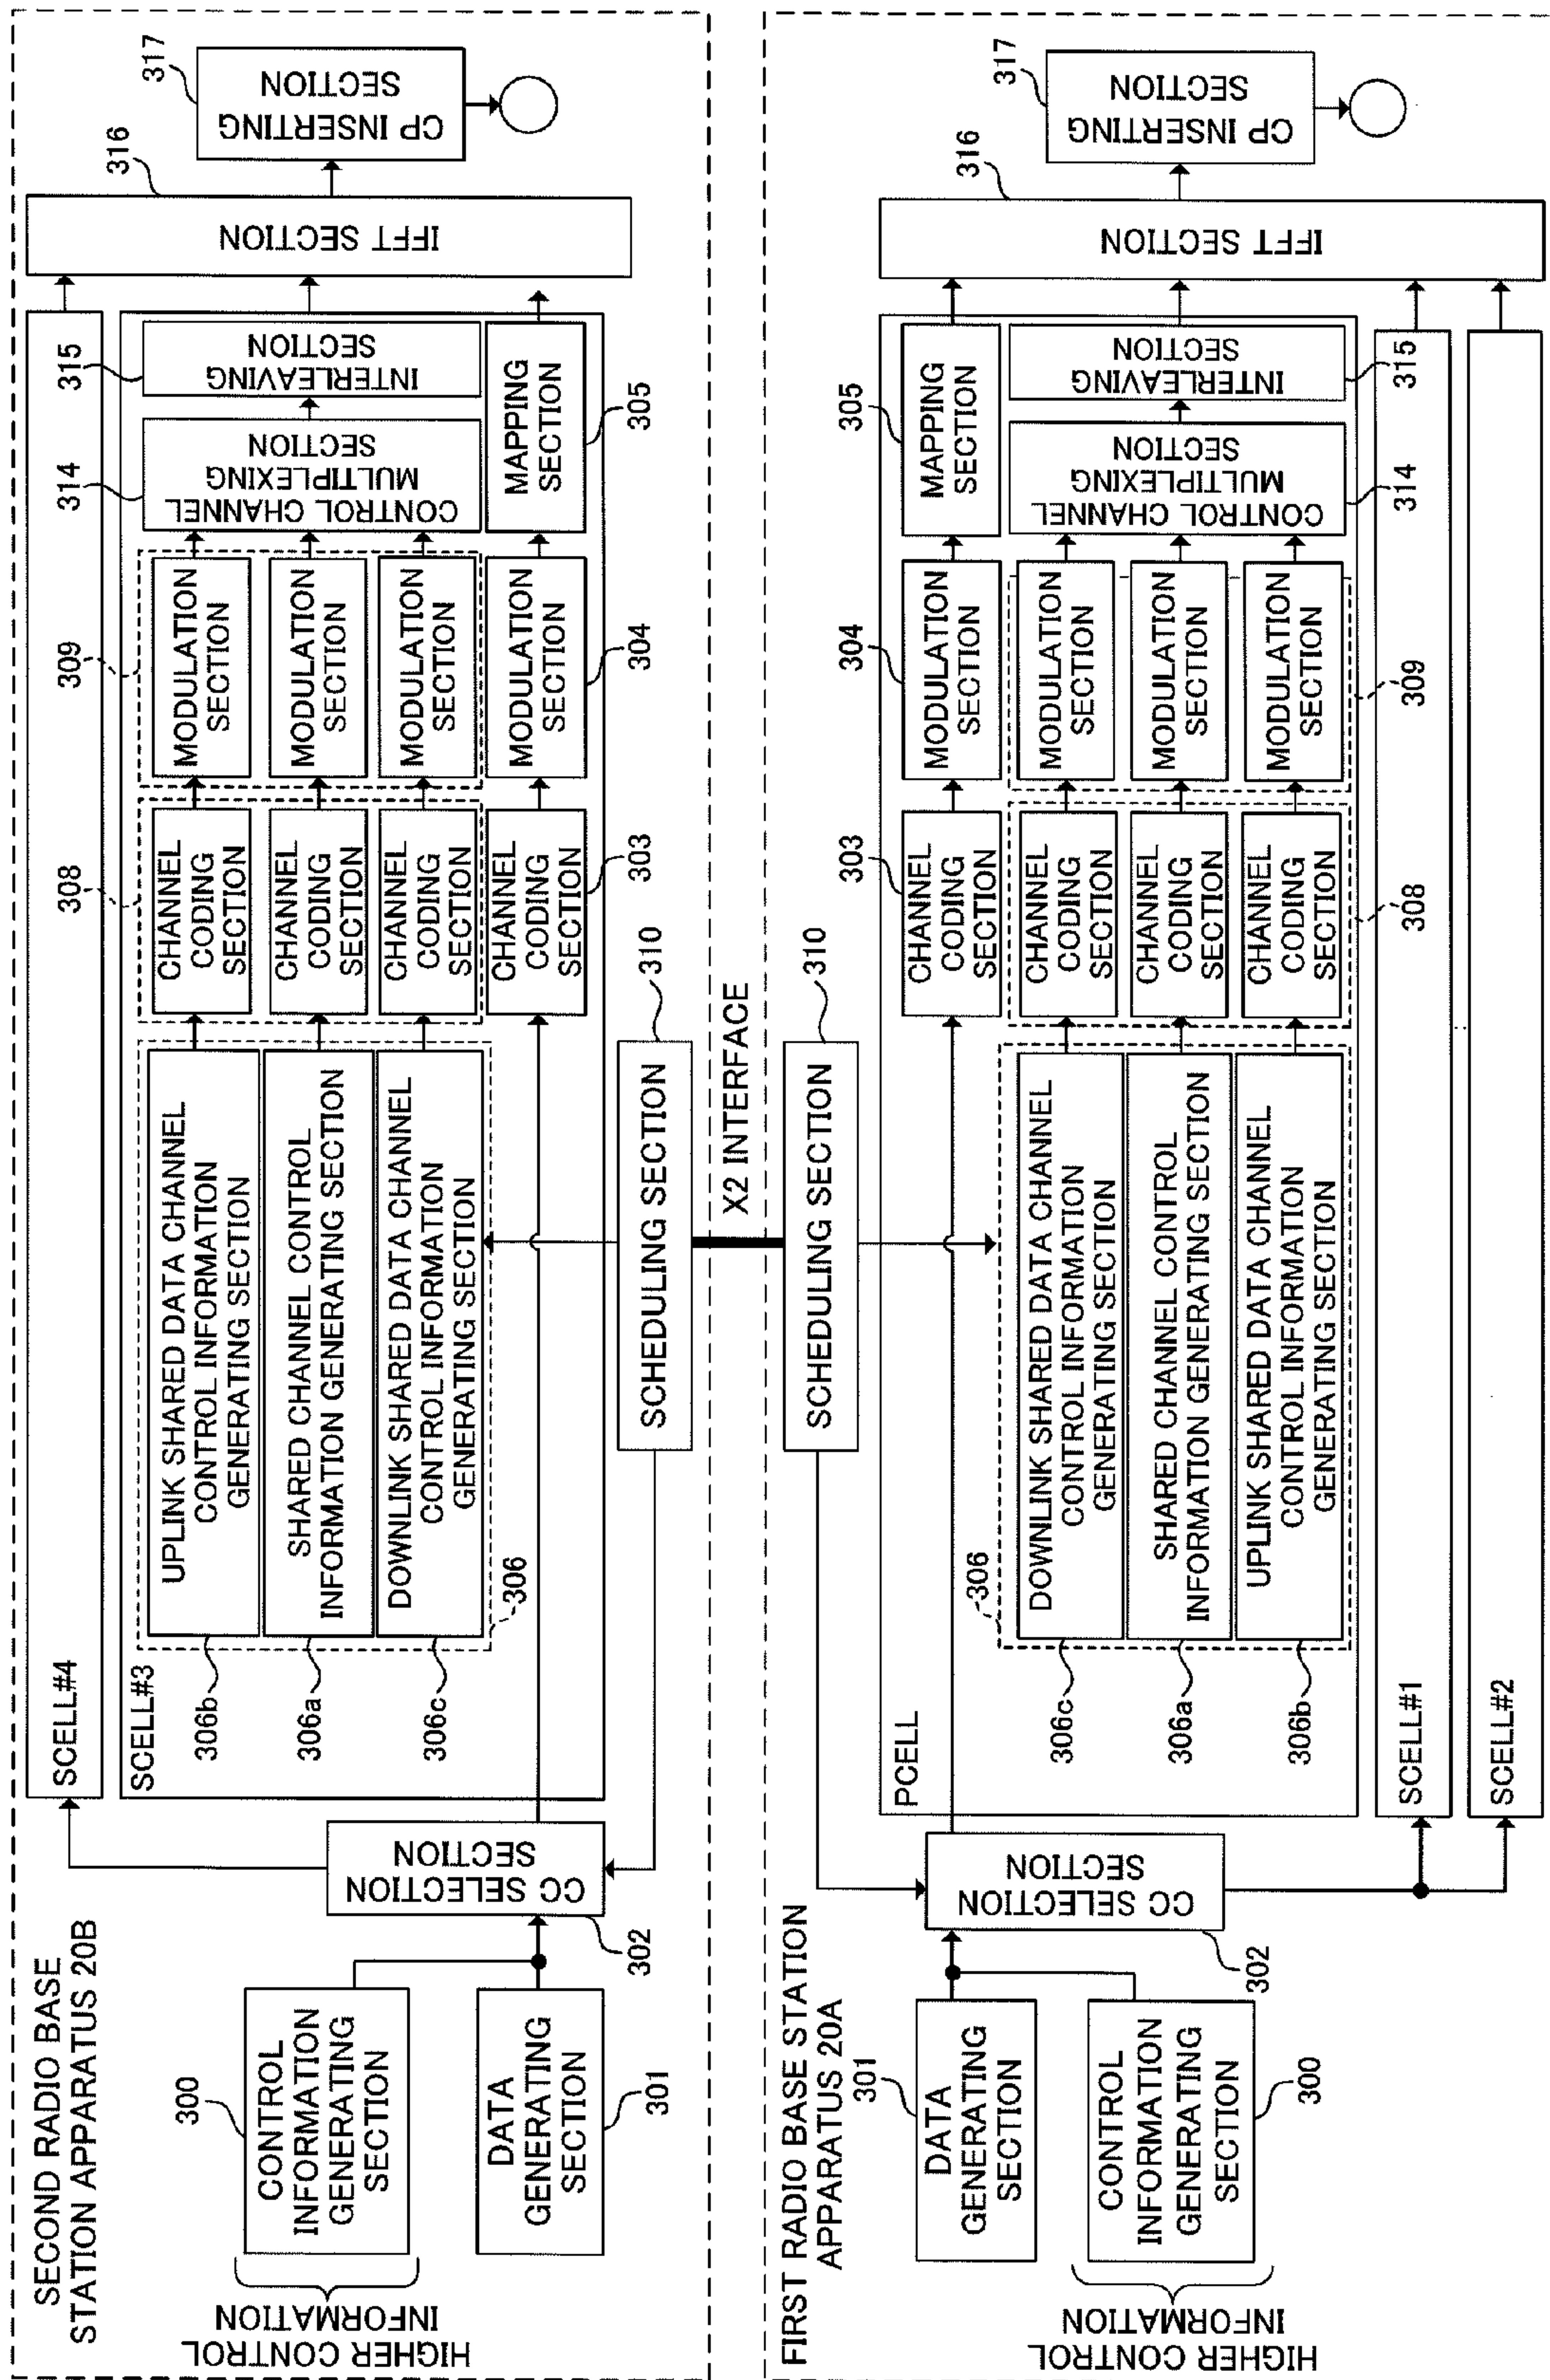 SECOND RADIO BASE
STATION APPARATUS 20B
HIGHER CONTROL
INFORMATION
300
CONTROL
INFORMATION
GENERATING
SECTION
DATA
GENERATING
SECTION
301
CC SELECTION
SECTION
302
SCELL#4
SCELL#3
306b
306a
306c
UPLINK SHARED DATA CHANNEL
CONTROL INFORMATION
GENERATING SECTION
SHARED CHANNEL CONTROL
INFORMATION GENERATING SECTION
DOWNLINK SHARED DATA CHANNEL
CONTROL INFORMATION
GENERATING SECTION
306
SCHEDULING SECTION
310
308
CHANNEL
CODING
SECTION
CHANNEL
CODING
SECTION
CHANNEL
CODING
SECTION
CHANNEL
CODING
SECTION
303
309
MODULATION
SECTION
MODULATION
SECTION
MODULATION
SECTION
MODULATION
SECTION
304
314
CONTROL CHANNEL
MULTIPLEXING
SECTION
315
INTERLEAVING
SECTION
MAPPING
SECTION
305
316
IFFT SECTION
317
CP INSERTING
SECTION
X2 INTERFACE
FIRST RADIO BASE STATION
APPARATUS 20A
301
DATA
GENERATING
SECTION
HIGHER CONTROL
INFORMATION
CONTROL
INFORMATION
GENERATING
SECTION
300
CC SELECTION
SECTION
302
SCHEDULING SECTION
310
PCELL
306
306c
306a
306b
DOWNLINK SHARED DATA CHANNEL
CONTROL INFORMATION
GENERATING SECTION
SHARED CHANNEL CONTROL
INFORMATION GENERATING SECTION
UPLINK SHARED DATA CHANNEL
CONTROL INFORMATION
GENERATING SECTION
303
CHANNEL
CODING
SECTION
CHANNEL
CODING
SECTION
CHANNEL
CODING
SECTION
CHANNEL
CODING
SECTION
308
304
MODULATION
SECTION
MODULATION
SECTION
MODULATION
SECTION
MODULATION
SECTION
309
305
MAPPING
SECTION
CONTROL CHANNEL
MULTIPLEXING
SECTION
314
INTERLEAVING
SECTION
315
316
IFFT SECTION
317
CP INSERTING
SECTION
SCELL#1
SCELL#2